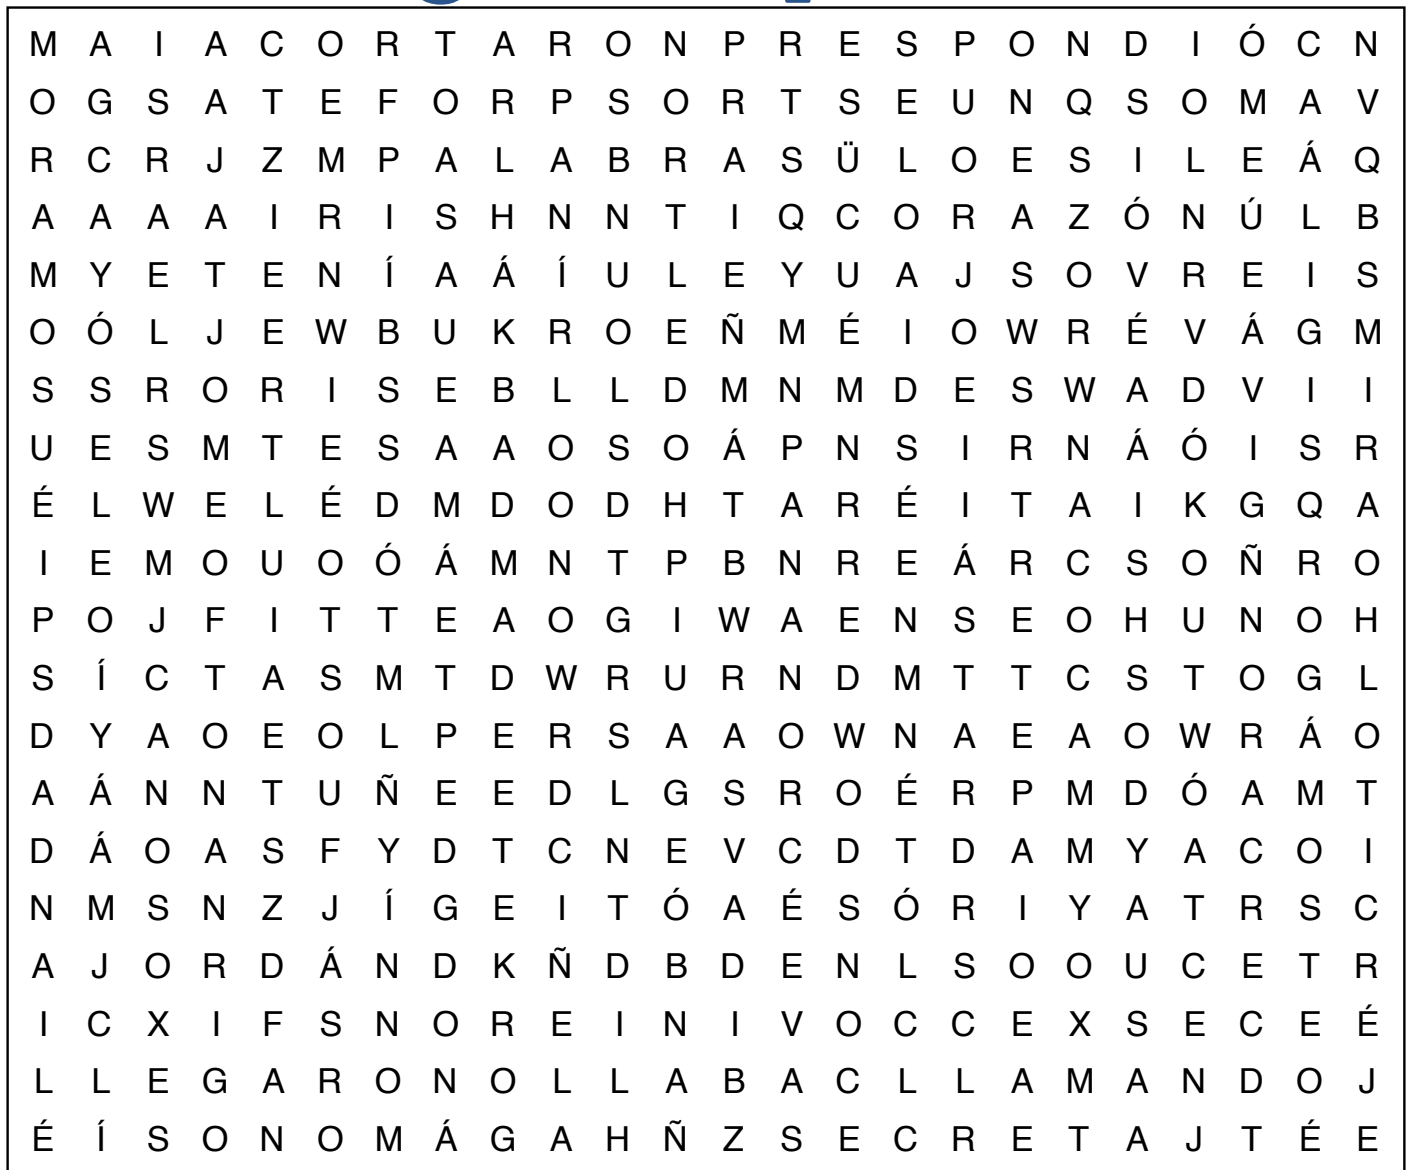 M A I A C O R T A R O N P R E S P O N D I Ó C N
O G S A T E F O R P S O R T S E U N Q S O M A V
R C R J Z M P A L A B R A S Ü L O E S I L E Á Q
A A A A I R I S H N N T I Q C O R A Z Ó N Ú L B
M Y E T E N Í A Á Í U L E Y U A J S O V R E I S
O Ó L J E W B U K R O E Ñ M É I O W R É V Á G M
S S R O R I S E B L L D M N M D E S W A D V I I
U E S M T E S A A O S O Á P N S I R N Á Ó I S R
É L W E L É D M D O D H T A R É I T A I K G Q A
I E M O U O Ó Á M N T P B N R E Á R C S O Ñ R O
P O J F I T T E A O G I W A E N S E O H U N O H
S Í C T A S M T D W R U R N D M T T C S T O G L
D Y A O E O L P E R S A A O W N A E A O W R Á O
A Á N N T U Ñ E E D L G S R O É R P M D Ó A M T
D Á O A S F Y D T C N E V C D T D A M Y A C O I
N M S N Z J Í G E I T Ó A É S Ó R I Y A T R S C
A J O R D Á N D K Ñ D B D E N L S O O U C E T R
I C X I F S N O R E I N I V O C C E X S E C E É
L L E G A R O N O L L A B A C L L A M A N D O J
É Í S O N O M Á G A H Ñ Z S E C R E T A J T É E